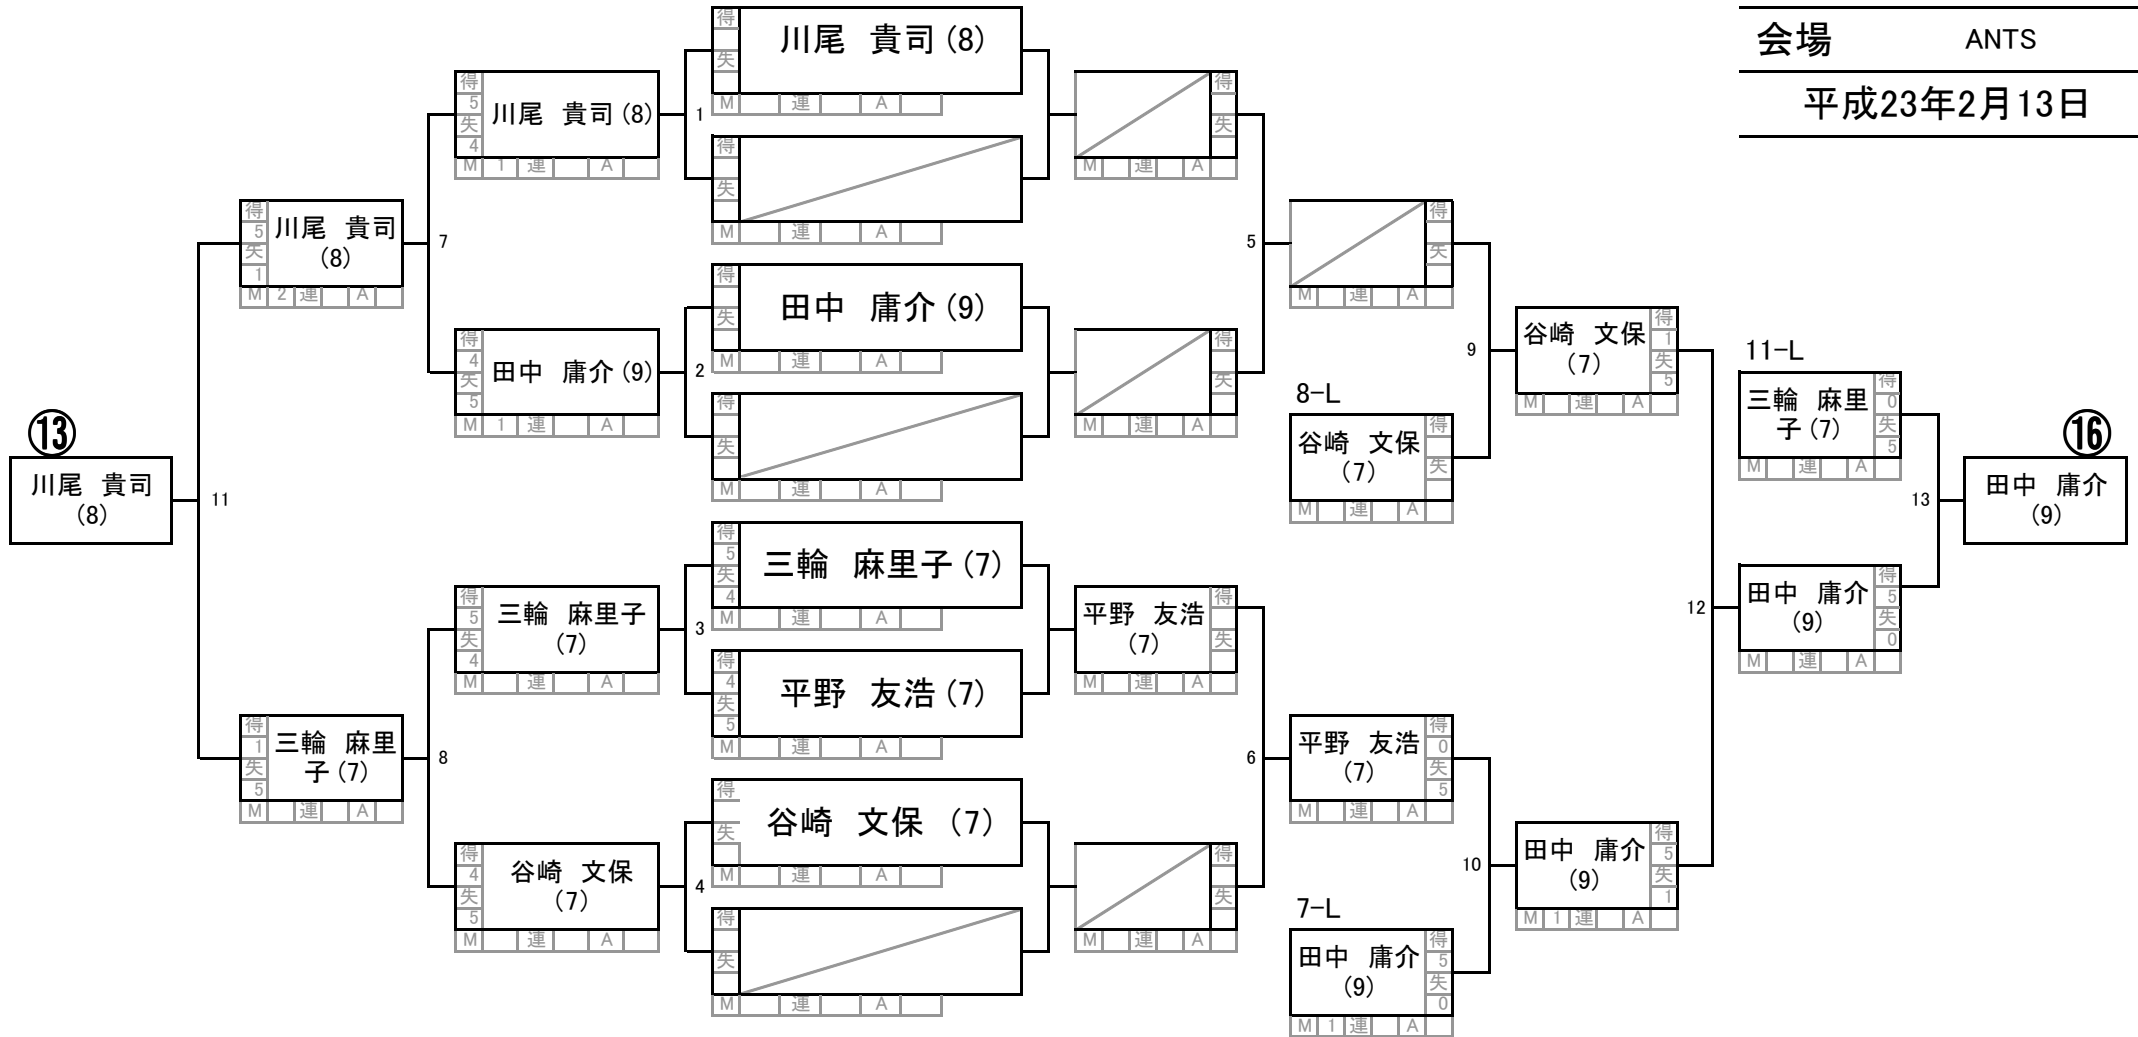 会場 ANTS
平成23年2月13日
得 川尾 貴司(8)
失
M 連 A
1
得
失
M 連 A
得 田中 庸介(9)
失
M 連 A
2
得
失
M 連 A
得 5 三輪 麻里子(7)
失 4
M 連 A
3
得 4 平野 友浩(7)
失 5
M 連 A
得 谷崎 文保 (7)
失
M 連 A
4
得
失
M 連 A
得 5 川尾 貴司(8)
失 4
M 1 連 A
7
得 4 田中 庸介(9)
失 5
M 1 連 A
得 5 三輪 麻里子
失 4 (7)
M 連 A
8
得 4 谷崎 文保
失 5 (7)
M 連 A
得 5 川尾 貴司
失 1 (8)
M 2 連 A
11
得 1 三輪 麻里
失 5 子(7)
M 連 A
⑬
川尾 貴司
(8)
得
失
M 連 A
5
得
失
M 連 A
平野 友浩 得
(7) 失
M 連 A
6
得
失
M 連 A
得
失
M 連 A
9
8-L
谷崎 文保 得
(7) 失
M 連 A
平野 友浩 得 0
(7) 失 5
M 連 A
10
7-L
田中 庸介 得 5
(9) 失 0
M 1 連 A
谷崎 文保 得 1
(7) 失 5
M 連 A
12
田中 庸介 得 5
(9) 失 1
M 1 連 A
11-L
三輪 麻里 得 0
子(7) 失 5
M 連 A
13
田中 庸介 得 5
(9) 失 0
M 連 A
⑯
田中 庸介
(9)